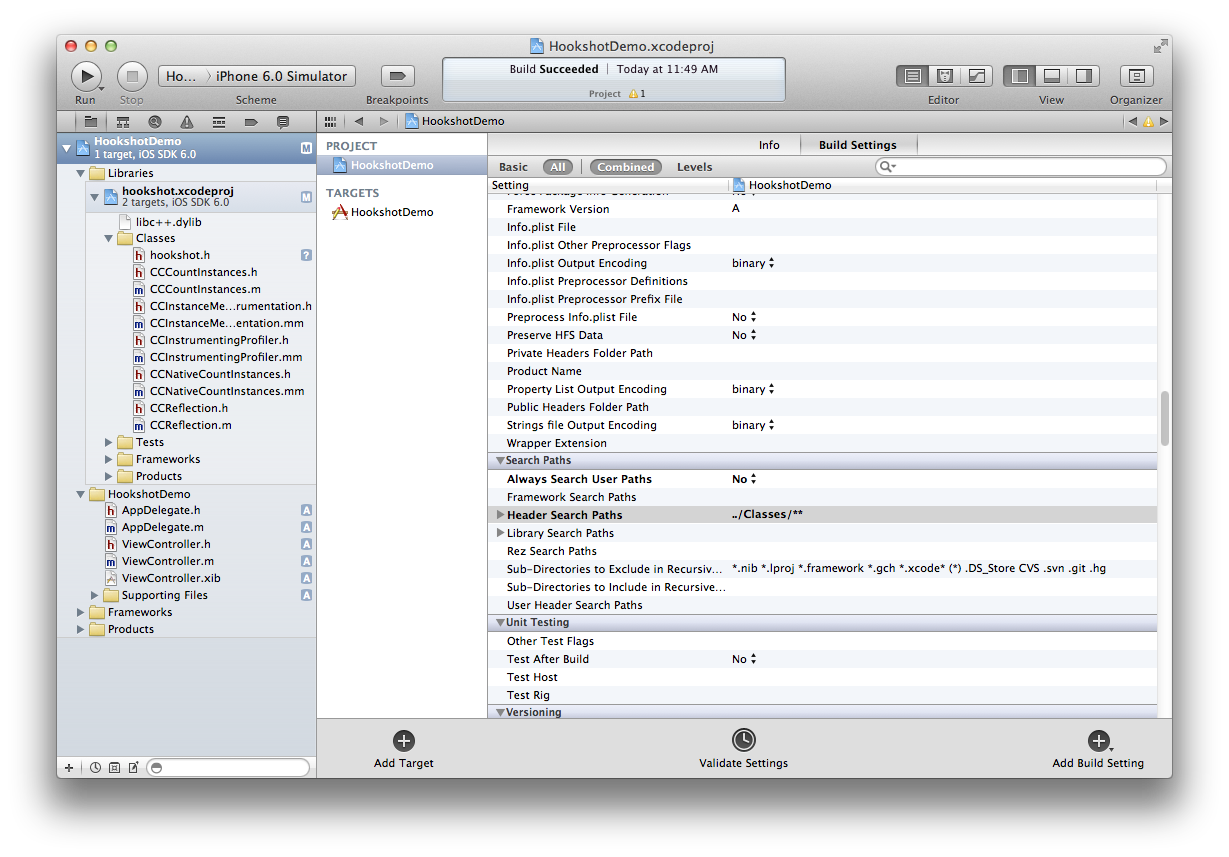 HookshotDemo.xcodeproj
Ho... iPhone 6.0 Simulator
Build Succeeded | Today at 11:49 AM
Project 1
Run Stop Scheme Breakpoints Editor View Organizer
HookshotDemo
HookshotDemo
1 target, iOS SDK 6.0
M
Libraries
hookshot.xcodeproj
2 targets, iOS SDK 6.0
M
libc++.dylib
Classes
hookshot.h ?
CCCountInstances.h
CCCountInstances.m
CCInstanceMe...rumentation.h
CCInstanceMe...entation.mm
CCInstrumentingProfiler.h
CCInstrumentingProfiler.mm
CCNativeCountInstances.h
CCNativeCountInstances.mm
CCReflection.h
CCReflection.m
Tests
Frameworks
Products
HookshotDemo
AppDelegate.h A
AppDelegate.m A
ViewController.h A
ViewController.m A
ViewController.xib A
Supporting Files A
Frameworks
Products
PROJECT
HookshotDemo
TARGETS
HookshotDemo
Info Build Settings
Basic All Combined Levels
Setting HookshotDemo
Framework Version A
Info.plist File
Info.plist Other Preprocessor Flags
Info.plist Output Encoding binary
Info.plist Preprocessor Definitions
Info.plist Preprocessor Prefix File
Preprocess Info.plist File No
Preserve HFS Data No
Private Headers Folder Path
Product Name
Property List Output Encoding binary
Public Headers Folder Path
Strings file Output Encoding binary
Wrapper Extension
Search Paths
Always Search User Paths No
Framework Search Paths
Header Search Paths ../Classes/**
Library Search Paths
Rez Search Paths
Sub-Directories to Exclude in Recursiv... *.nib *.lproj *.framework *.gch *.xcode* (*) .DS_Store CVS .svn .git .hg
Sub-Directories to Include in Recursive...
User Header Search Paths
Unit Testing
Other Test Flags
Test After Build No
Test Host
Test Rig
Versioning
Add Target Validate Settings Add Build Setting